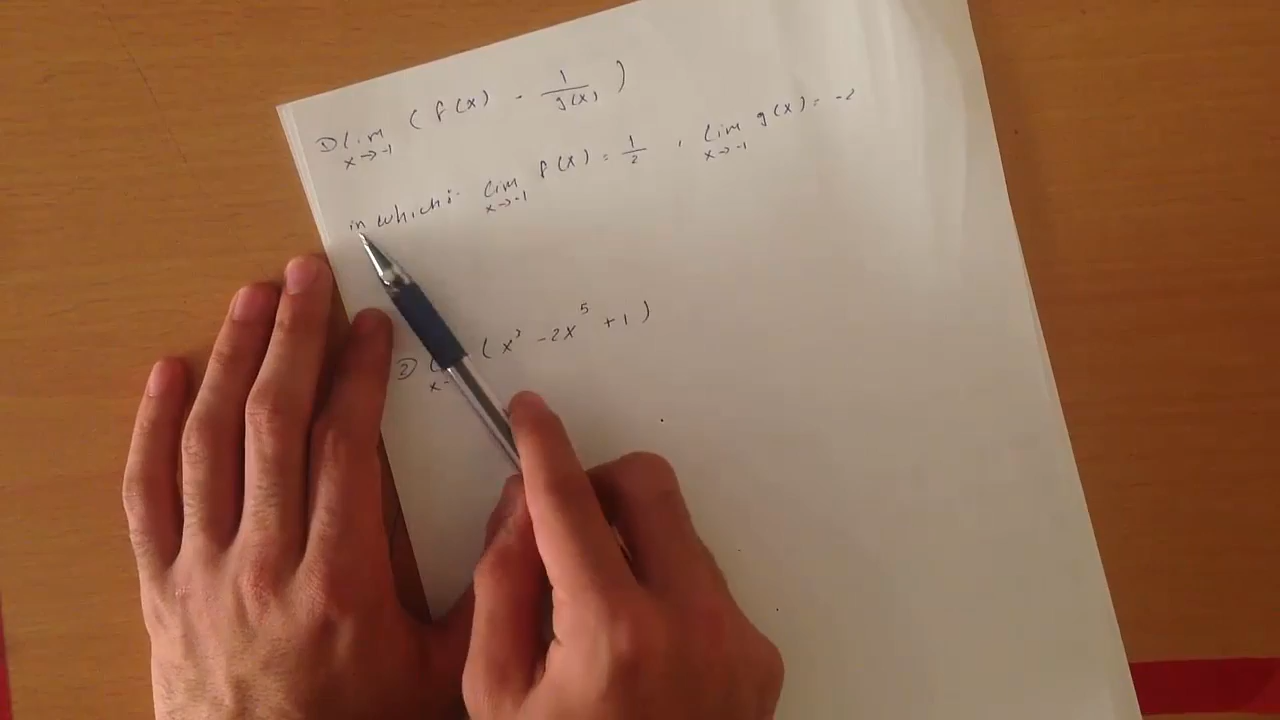 ① lim x→-1 ( f(x) - 1/g(x) )
in which: lim x→-1 f(x) = 1/2 , lim x→-1 g(x) = -2
② ( x³ - 2x⁵ + 1 )